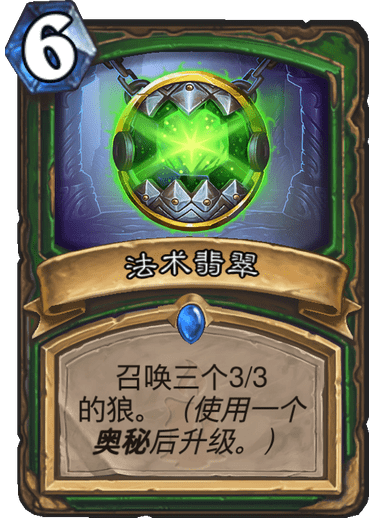 6
法术翡翠
召唤三个3/3
的狼。（使用一个
奥秘后升级。）